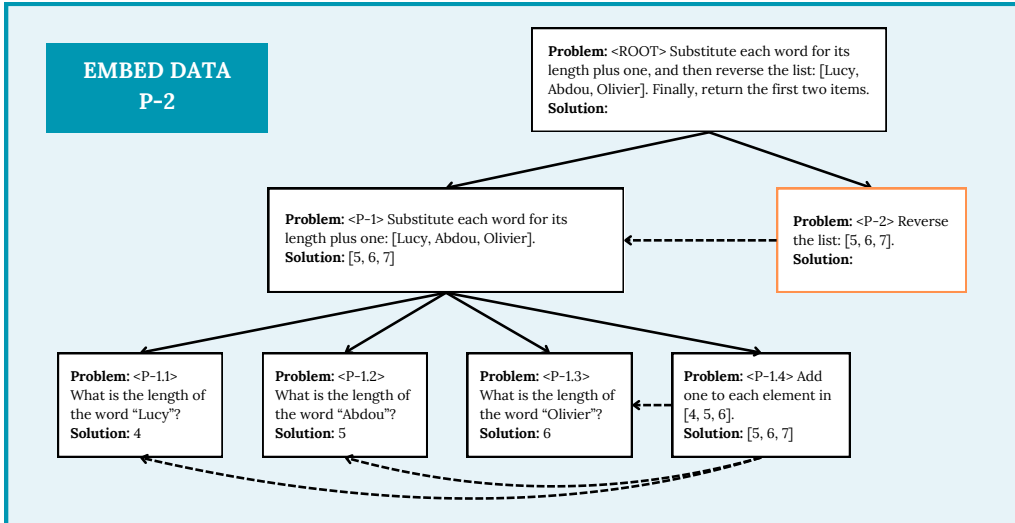 EMBED DATA
P-2
Problem: <ROOT> Substitute each word for its
length plus one, and then reverse the list: [Lucy,
Abdou, Olivier]. Finally, return the first two items.
Solution:
Problem: <P-1> Substitute each word for its
length plus one: [Lucy, Abdou, Olivier].
Solution: [5, 6, 7]
Problem: <P-2> Reverse
the list: [5, 6, 7].
Solution:
Problem: <P-1.1>
What is the length of
the word “Lucy”?
Solution: 4
Problem: <P-1.2>
What is the length of
the word “Abdou”?
Solution: 5
Problem: <P-1.3>
What is the length of
the word “Olivier”?
Solution: 6
Problem: <P-1.4> Add
one to each element in
[4, 5, 6].
Solution: [5, 6, 7]